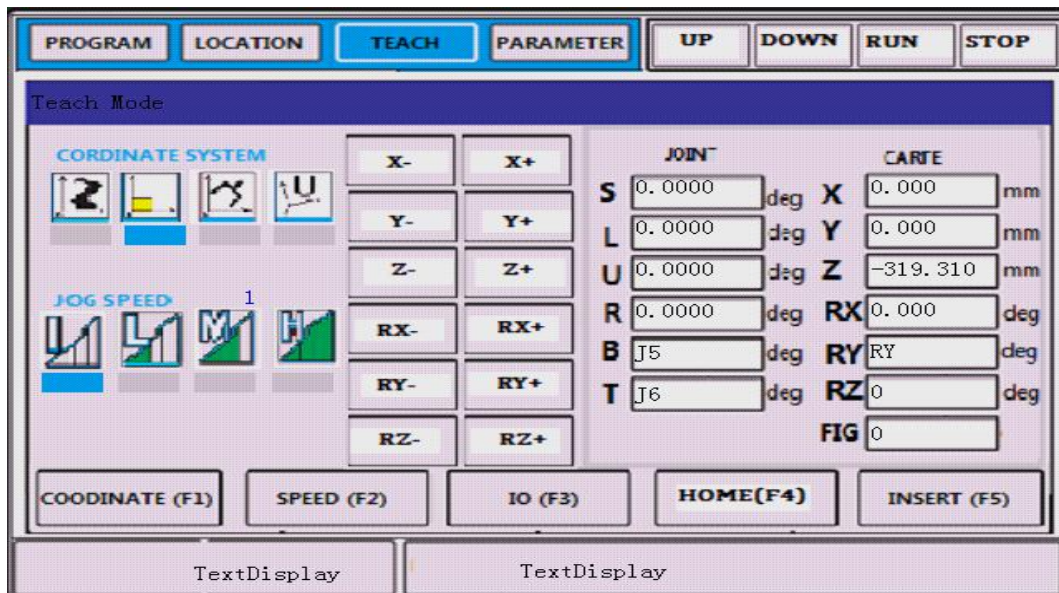 PROGRAM LOCATION TEACH PARAMETER UP DOWN RUN STOP
Teach Mode
CORDINATE SYSTEM
U
JOG SPEED 1
U L M H
X- X+
Y- Y+
Z- Z+
RX- RX+
RY- RY+
RZ- RZ+
JOINT CARTE
S 0.0000 deg X 0.000 mm
L 0.0000 deg Y 0.000 mm
U 0.0000 deg Z -319.310 mm
R 0.0000 deg RX 0.000 deg
B J5 deg RY RY deg
T J6 deg RZ 0 deg
FIG 0
COODINATE (F1) SPEED (F2) IO (F3) HOME(F4) INSERT (F5)
TextDisplay TextDisplay